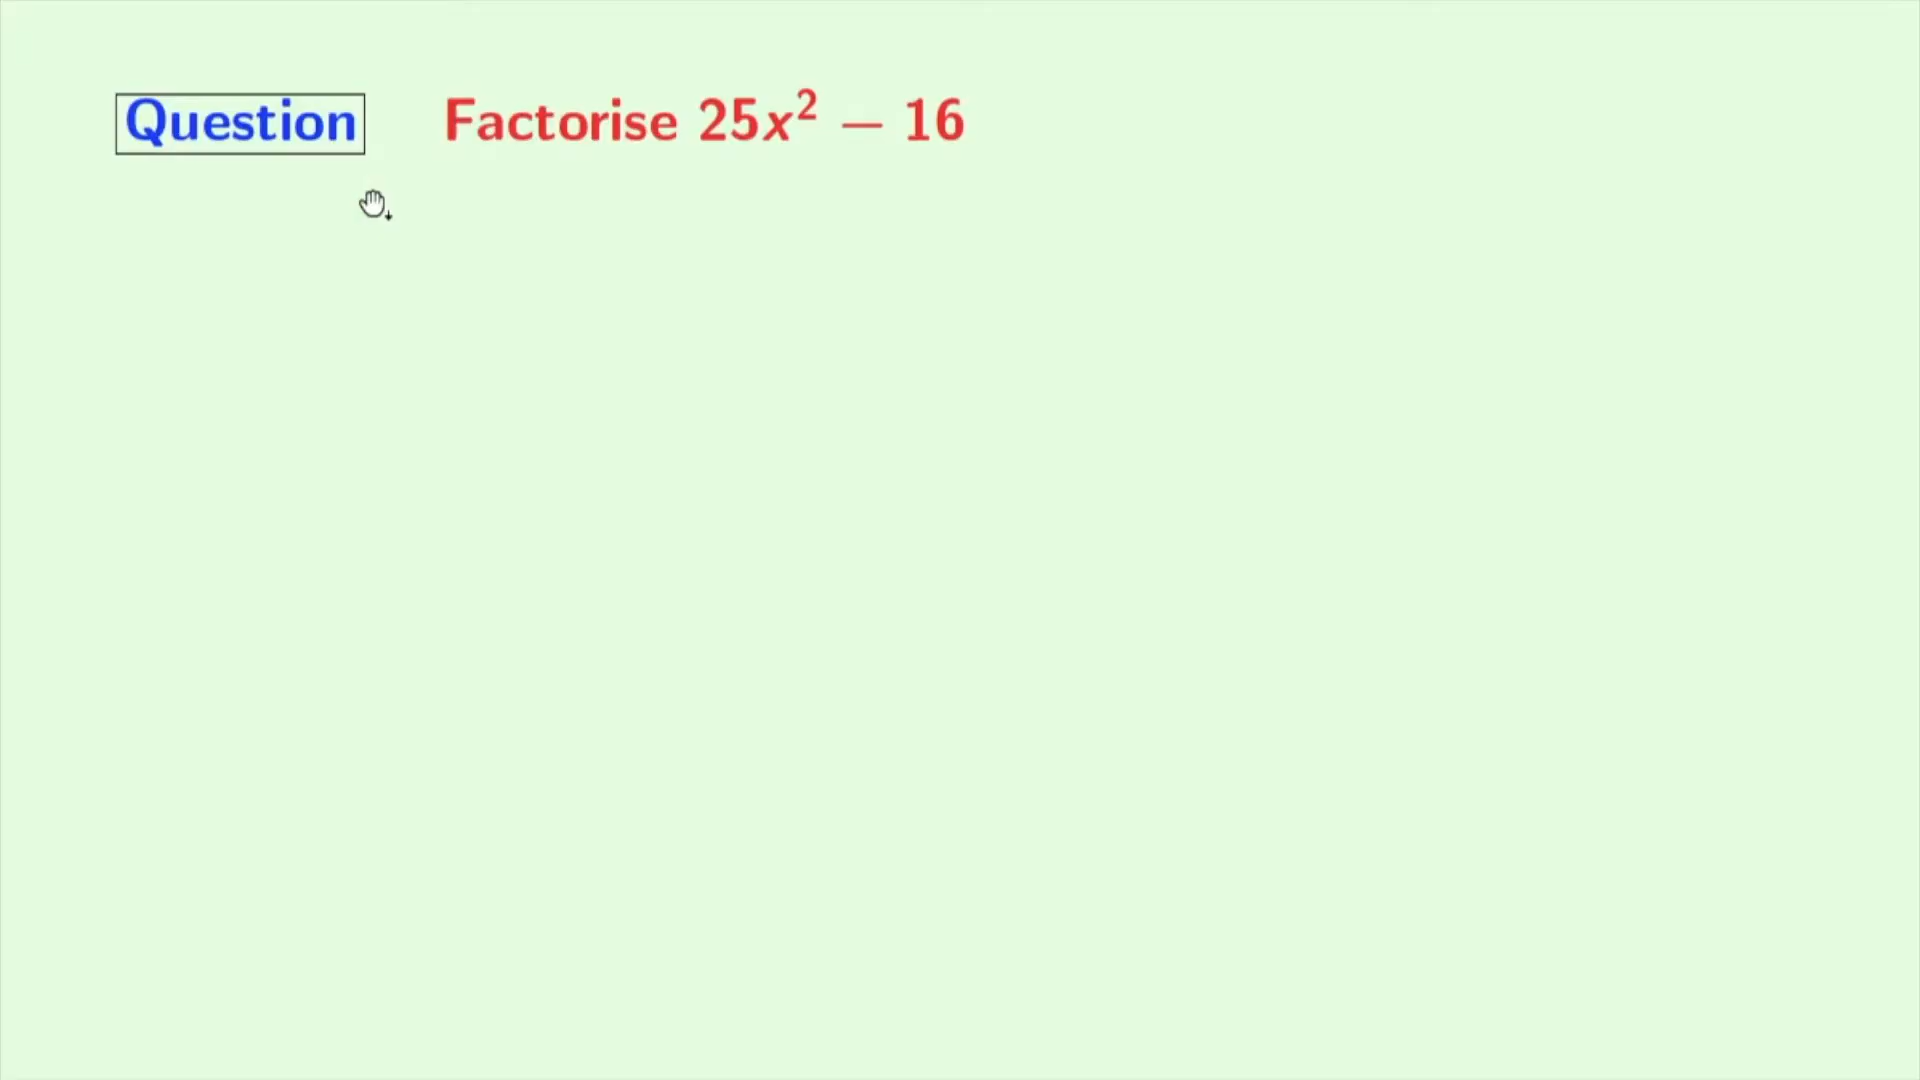 Question Factorise 25x² − 16